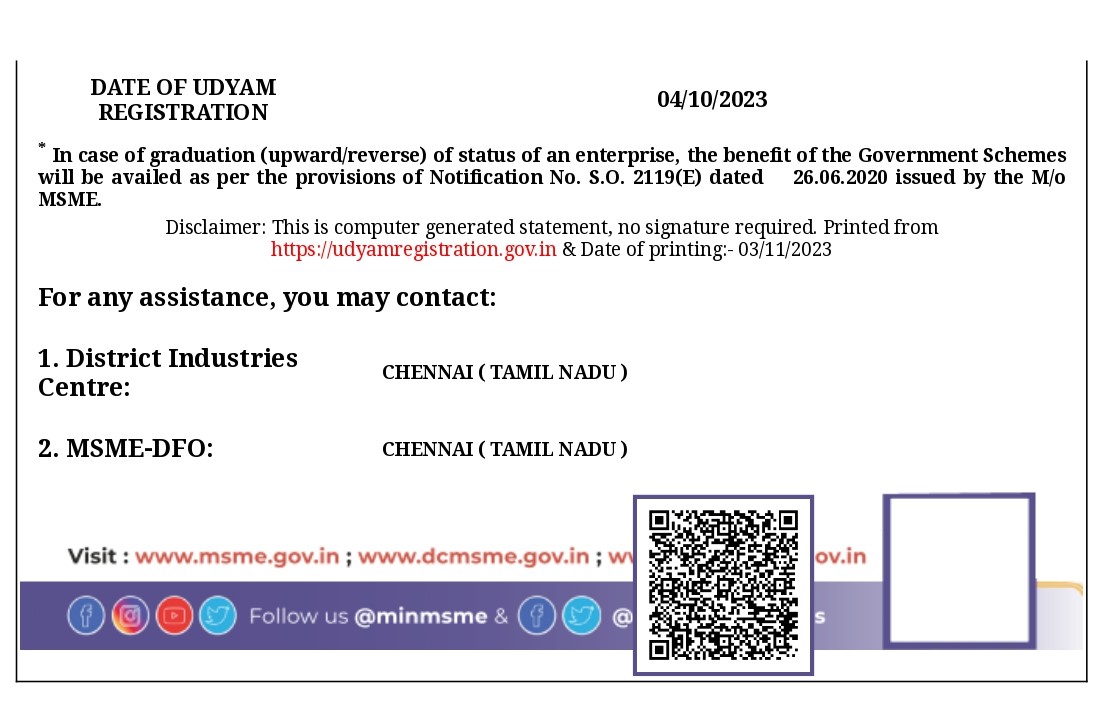 DATE OF UDYAM
REGISTRATION
04/10/2023
* In case of graduation (upward/reverse) of status of an enterprise, the benefit of the Government Schemes
will be availed as per the provisions of Notification No. S.O. 2119(E) dated 26.06.2020 issued by the M/o
MSME.
Disclaimer: This is computer generated statement, no signature required. Printed from
https://udyamregistration.gov.in & Date of printing:- 03/11/2023
For any assistance, you may contact:
1. District Industries
Centre:
CHENNAI ( TAMIL NADU )
2. MSME-DFO:
CHENNAI ( TAMIL NADU )
Visit : www.msme.gov.in ; www.dcmsme.gov.in ;
Follow us @minmsme &